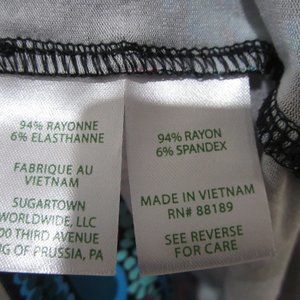 94% RAYONNE
6% ELASTHANNE
FABRIQUE AU
VIETNAM
SUGARTOWN
WORLDWIDE, LLC
00 THIRD AVENUE
NG OF PRUSSIA, PA
94% RAYON
6% SPANDEX
MADE IN VIETNAM
RN# 88189
SEE REVERSE
FOR CARE